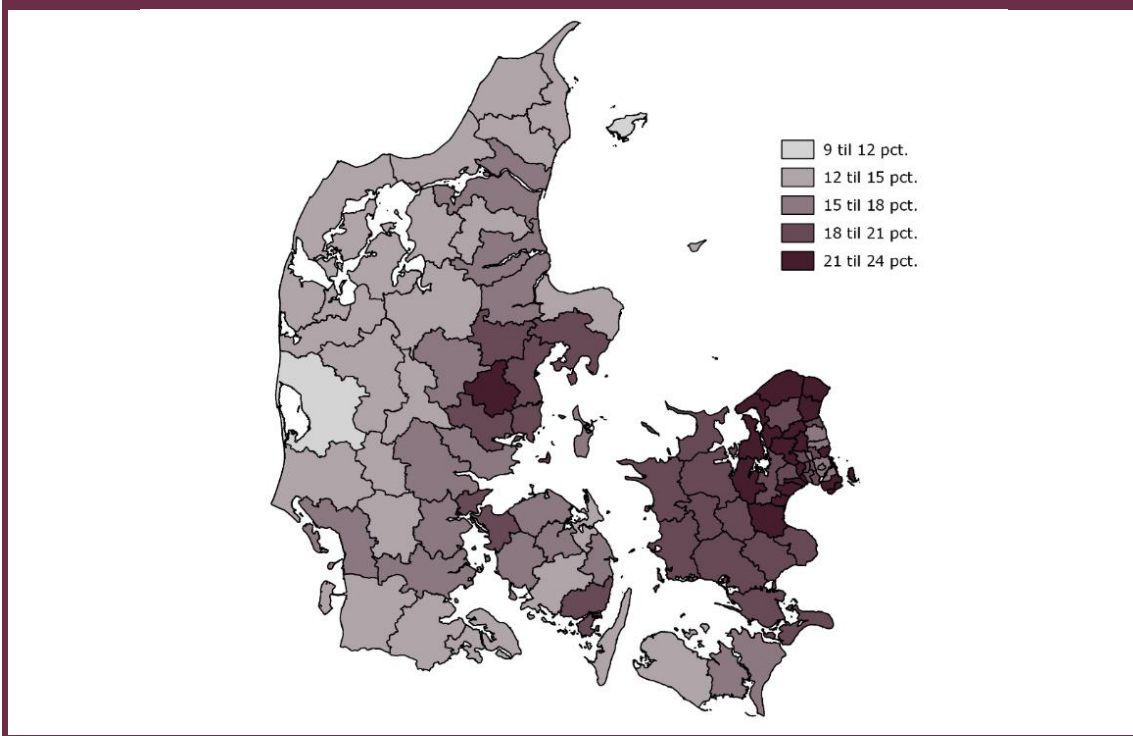 9 til 12 pct.
12 til 15 pct.
15 til 18 pct.
18 til 21 pct.
21 til 24 pct.